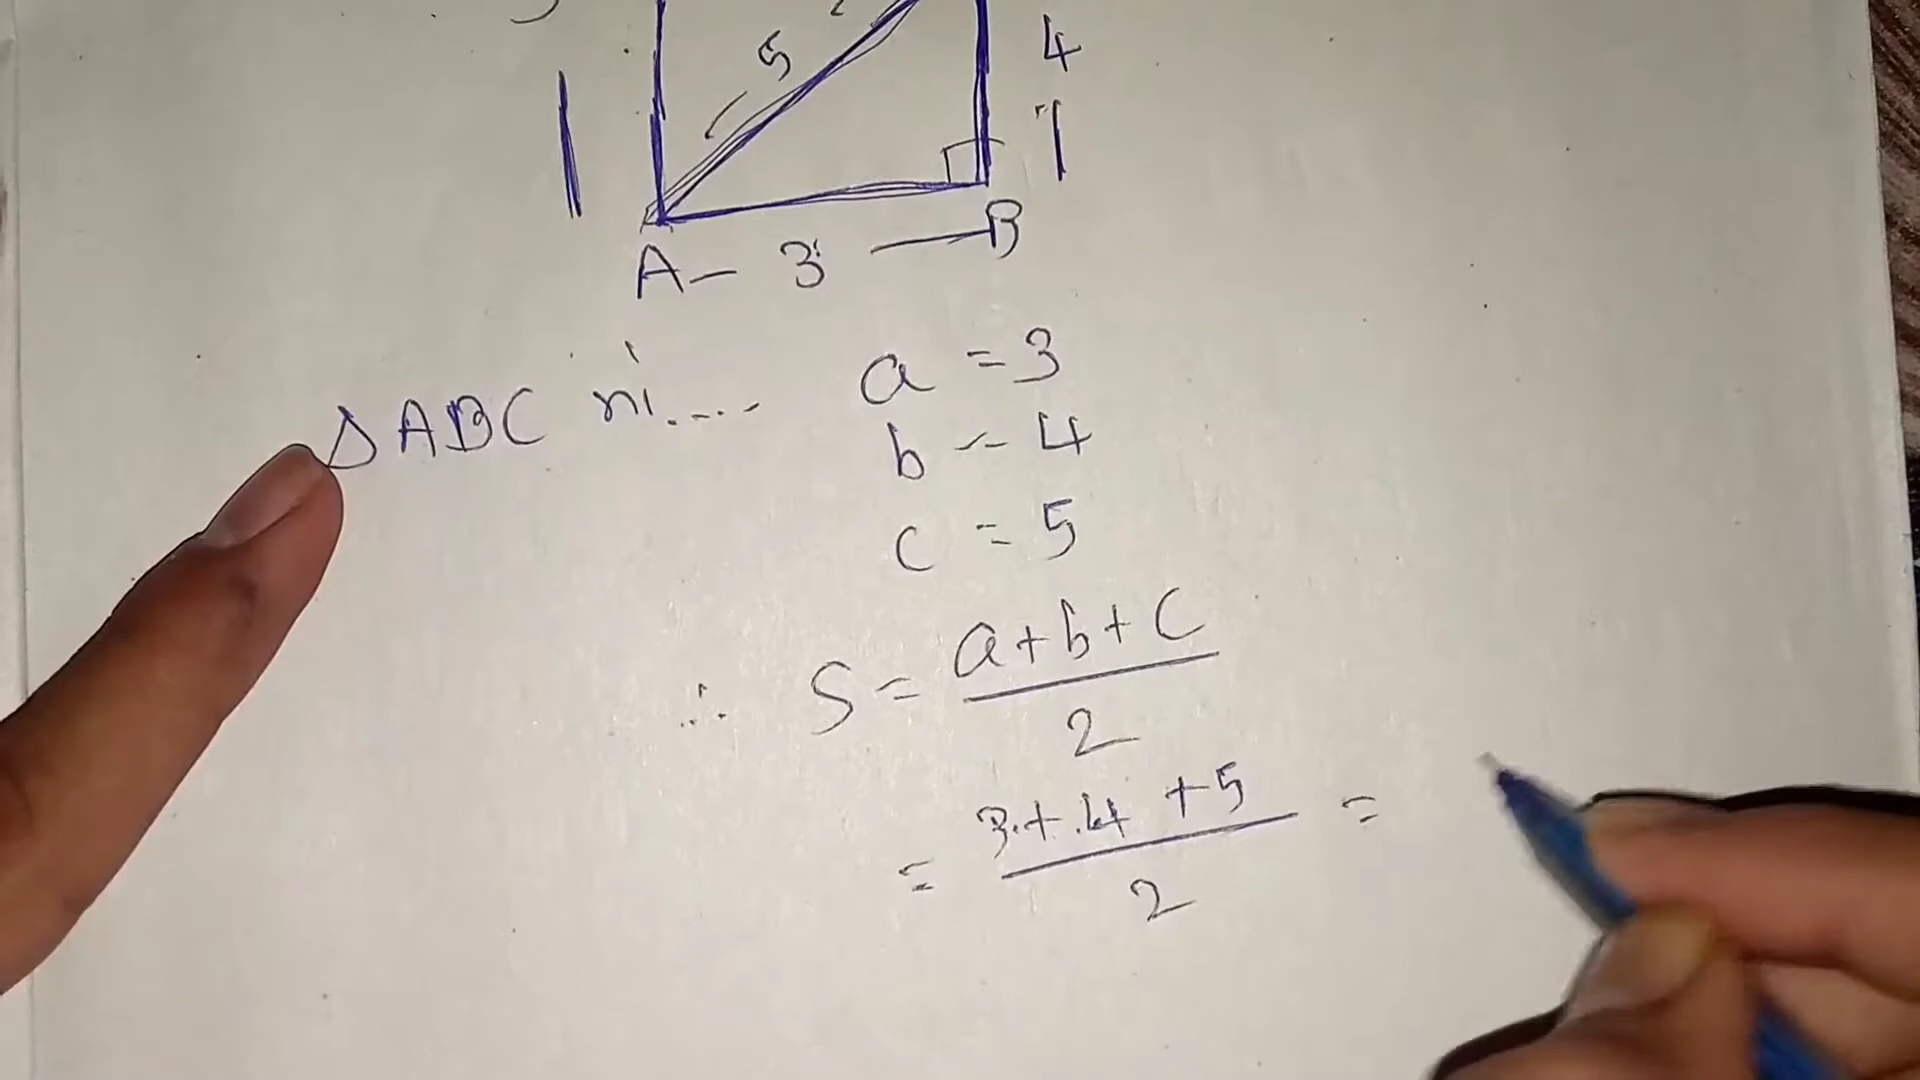 5
4
A - 3 — B
a = 3
∆ ABC ni....
b - 4
c = 5
∴ S = a+b+c / 2
= 3+4+5 / 2 =